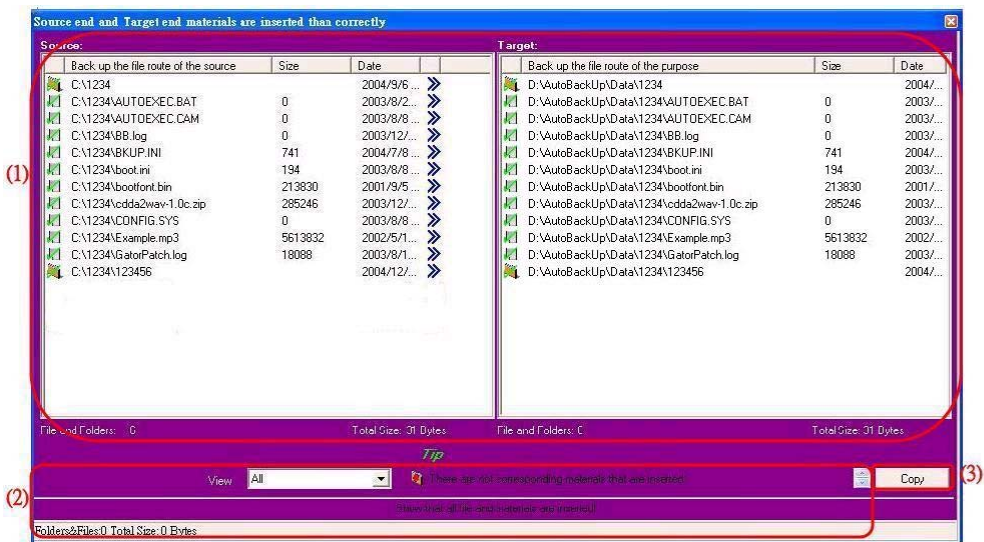 Source end and Target end materials are inserted than correctly
Source: Target:
Back up the file route of the source Size Date Back up the file route of the purpose Size Date
C:\1234 2004/9/6 ... D:\AutoBackUp\Data\1234 2004/...
C:\1234\AUTOEXEC.BAT 0 2003/8/2... D:\AutoBackUp\Data\1234\AUTOEXEC.BAT 0 2003/...
C:\1234\AUTOEXEC.CAM 0 2003/8/8 ... D:\AutoBackUp\Data\1234\AUTOEXEC.CAM 0 2003/...
C:\1234\BB.log 0 2003/12/... D:\AutoBackUp\Data\1234\BB.log 0 2003/...
C:\1234\BKUP.INI 741 2004/7/8 ... D:\AutoBackUp\Data\1234\BKUP.INI 741 2004/...
(1) C:\1234\boot.ini 194 2003/8/8 ... D:\AutoBackUp\Data\1234\boot.ini 194 2003/...
C:\1234\bootfont.bin 213830 2001/9/5 ... D:\AutoBackUp\Data\1234\bootfont.bin 213830 2001/...
C:\1234\cdda2wav-1.0c.zip 285246 2003/12/... D:\AutoBackUp\Data\1234\cdda2wav-1.0c.zip 285246 2003/...
C:\1234\CONFIG.SYS 0 2003/8/8 ... D:\AutoBackUp\Data\1234\CONFIG.SYS 0 2003/...
C:\1234\Example.mp3 5613832 2002/5/1... D:\AutoBackUp\Data\1234\Example.mp3 5613832 2002/...
C:\1234\GatorPatch.log 18088 2003/8/1... D:\AutoBackUp\Data\1234\GatorPatch.log 18088 2003/...
C:\1234\123456 2004/12/... D:\AutoBackUp\Data\1234\123456 2004/...
File and Folders: Total Size: 31 Bytes File and Folders: Total Size: 31 Bytes
Tip
View All There are not corresponding materials that are inserted Copy (3)
(2) Show that all file and materials are inserted!
Folders&Files:0 Total Size: 0 Bytes